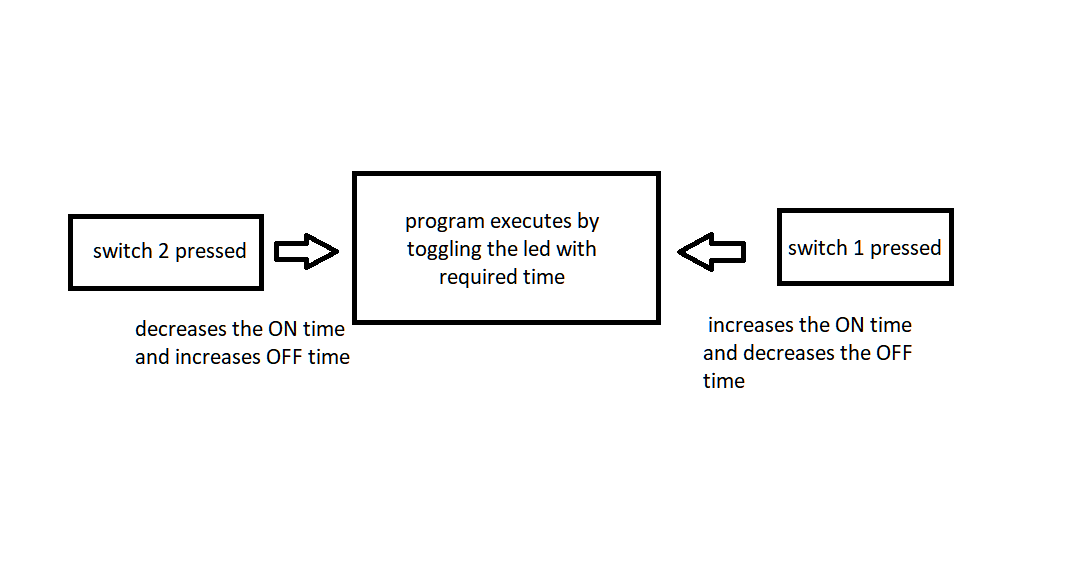 switch 2 pressed
decreases the ON time
and increases OFF time
program executes by
toggling the led with
required time
switch 1 pressed
increases the ON time
and decreases the OFF
time